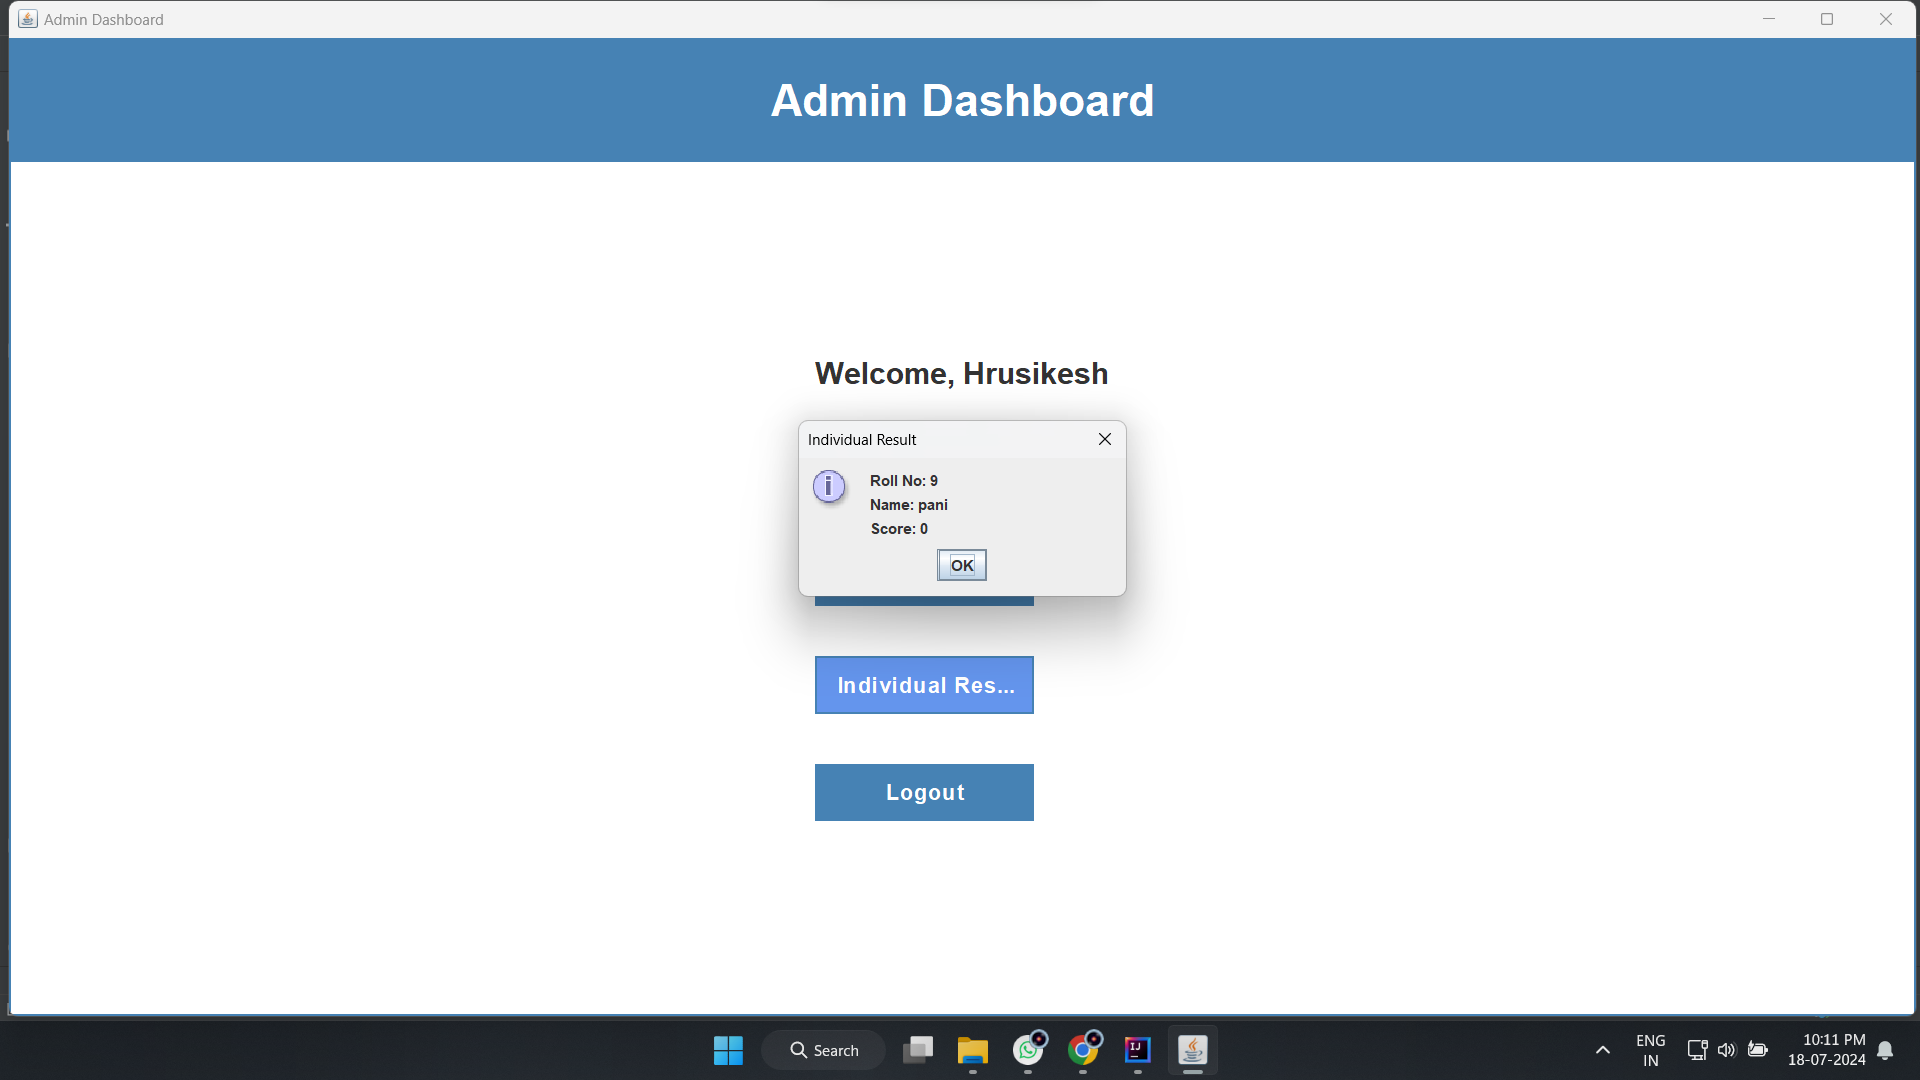 Admin Dashboard
Admin Dashboard
Welcome, Hrusikesh
Individual Result
Roll No: 9
Name: pani
Score: 0
OK
Individual Res...
Logout
Search
ENG
IN
10:11 PM
18-07-2024